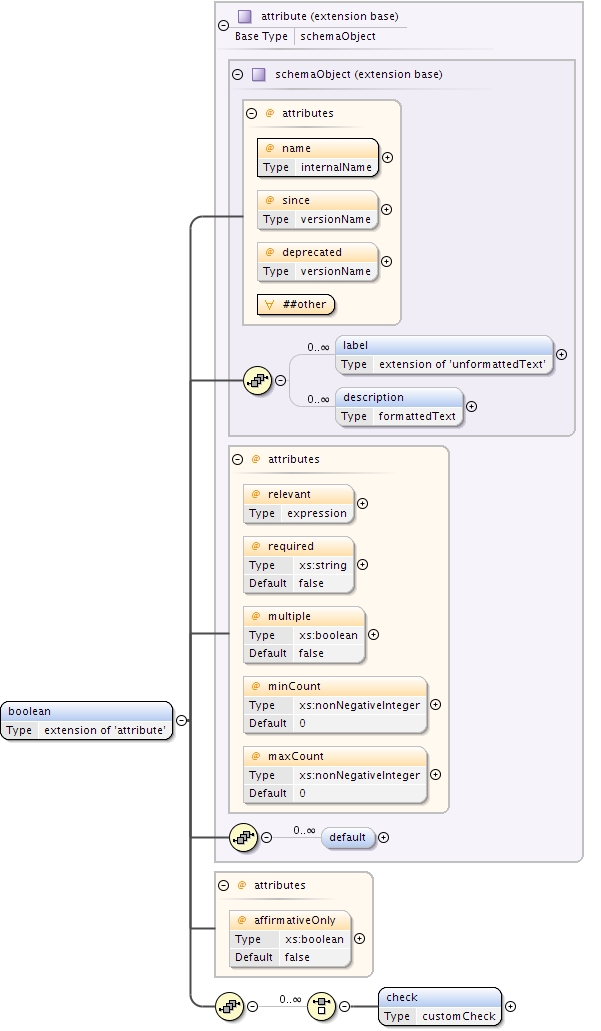 attribute (extension base)
Base Type schemaObject
schemaObject (extension base)
@ attributes
@ name
Type internalName
@ since
Type versionName
@ deprecated
Type versionName
##other
0..∞ label
Type extension of 'unformattedText'
0..∞ description
Type formattedText
@ attributes
@ relevant
Type expression
@ required
Type xs:string
Default false
@ multiple
Type xs:boolean
Default false
@ minCount
Type xs:nonNegativeInteger
Default 0
@ maxCount
Type xs:nonNegativeInteger
Default 0
boolean
Type extension of 'attribute'
0..∞ default
@ attributes
@ affirmativeOnly
Type xs:boolean
Default false
0..∞ check
Type customCheck